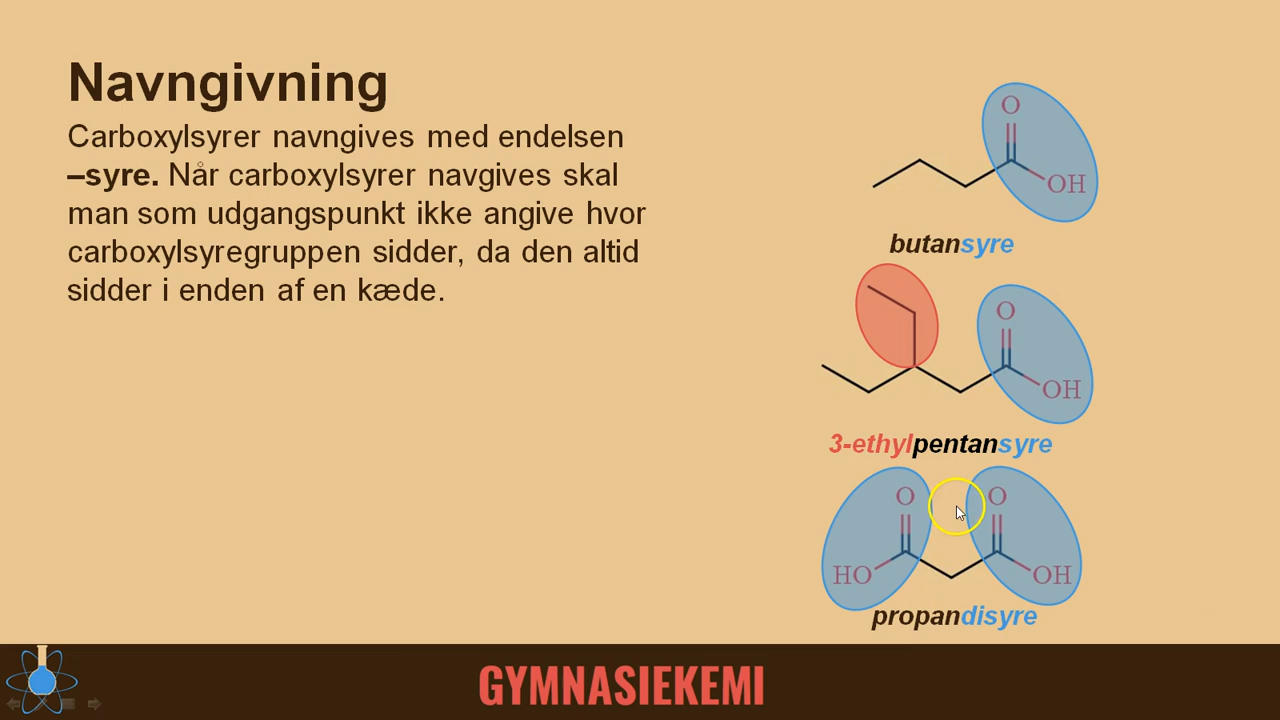 Navngivning
Carboxylsyrer navngives med endelsen
–syre. Når carboxylsyrer navgives skal
man som udgangspunkt ikke angive hvor
carboxylsyregruppen sidder, da den altid
sidder i enden af en kæde.
O
OH
butansyre
O
OH
3-ethylpentansyre
O O
HO OH
propandisyre
GYMNASIEKEMI